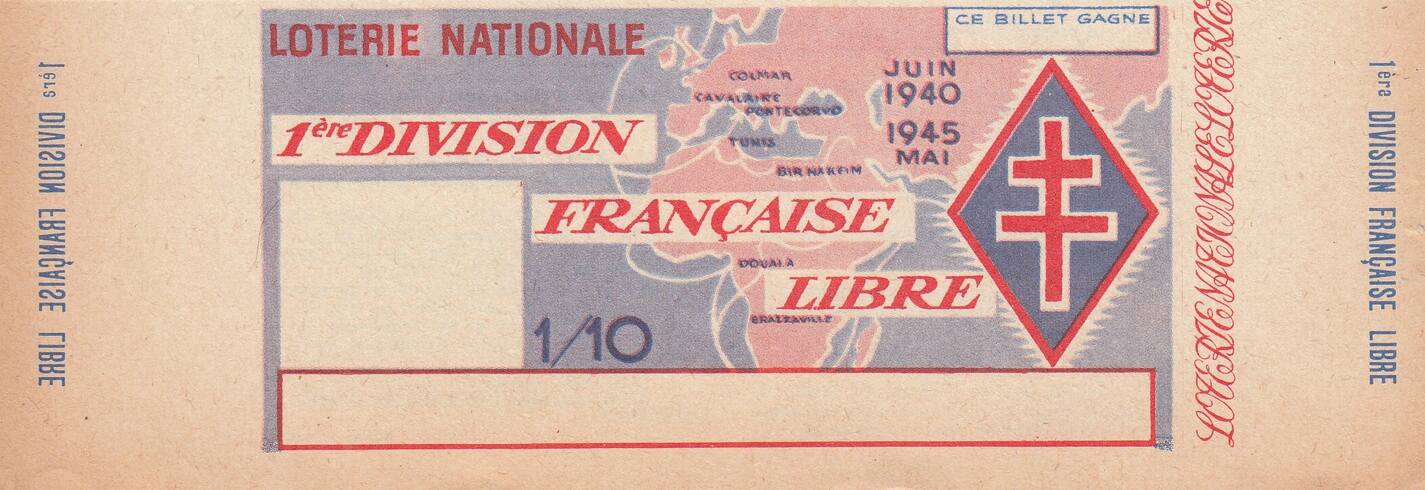 LOTERIE NATIONALE
CE BILLET GAGNE
COLMAR
CAVALAIRE
PONTECORVO
TUNIS
BIR HAKEIM
JUIN
1940
1945
MAI
1ère DIVISION
FRANÇAISE
LIBRE
DOUALA
BRAZZAVILLE
1/10
1ère DIVISION FRANÇAISE LIBRE
1ère DIVISION FRANÇAISE LIBRE